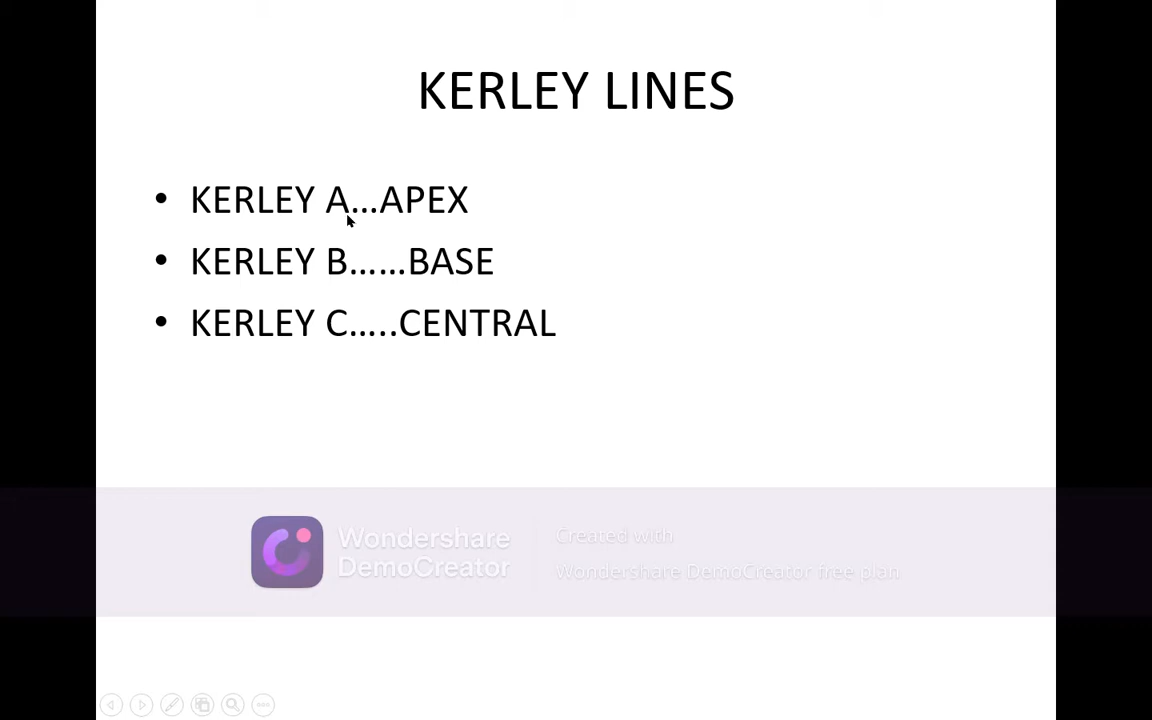 KERLEY LINES
• KERLEY A...APEX
• KERLEY B......BASE
• KERLEY C.....CENTRAL
Wondershare
DemoCreator
Created with
Wondershare DemoCreator free plan